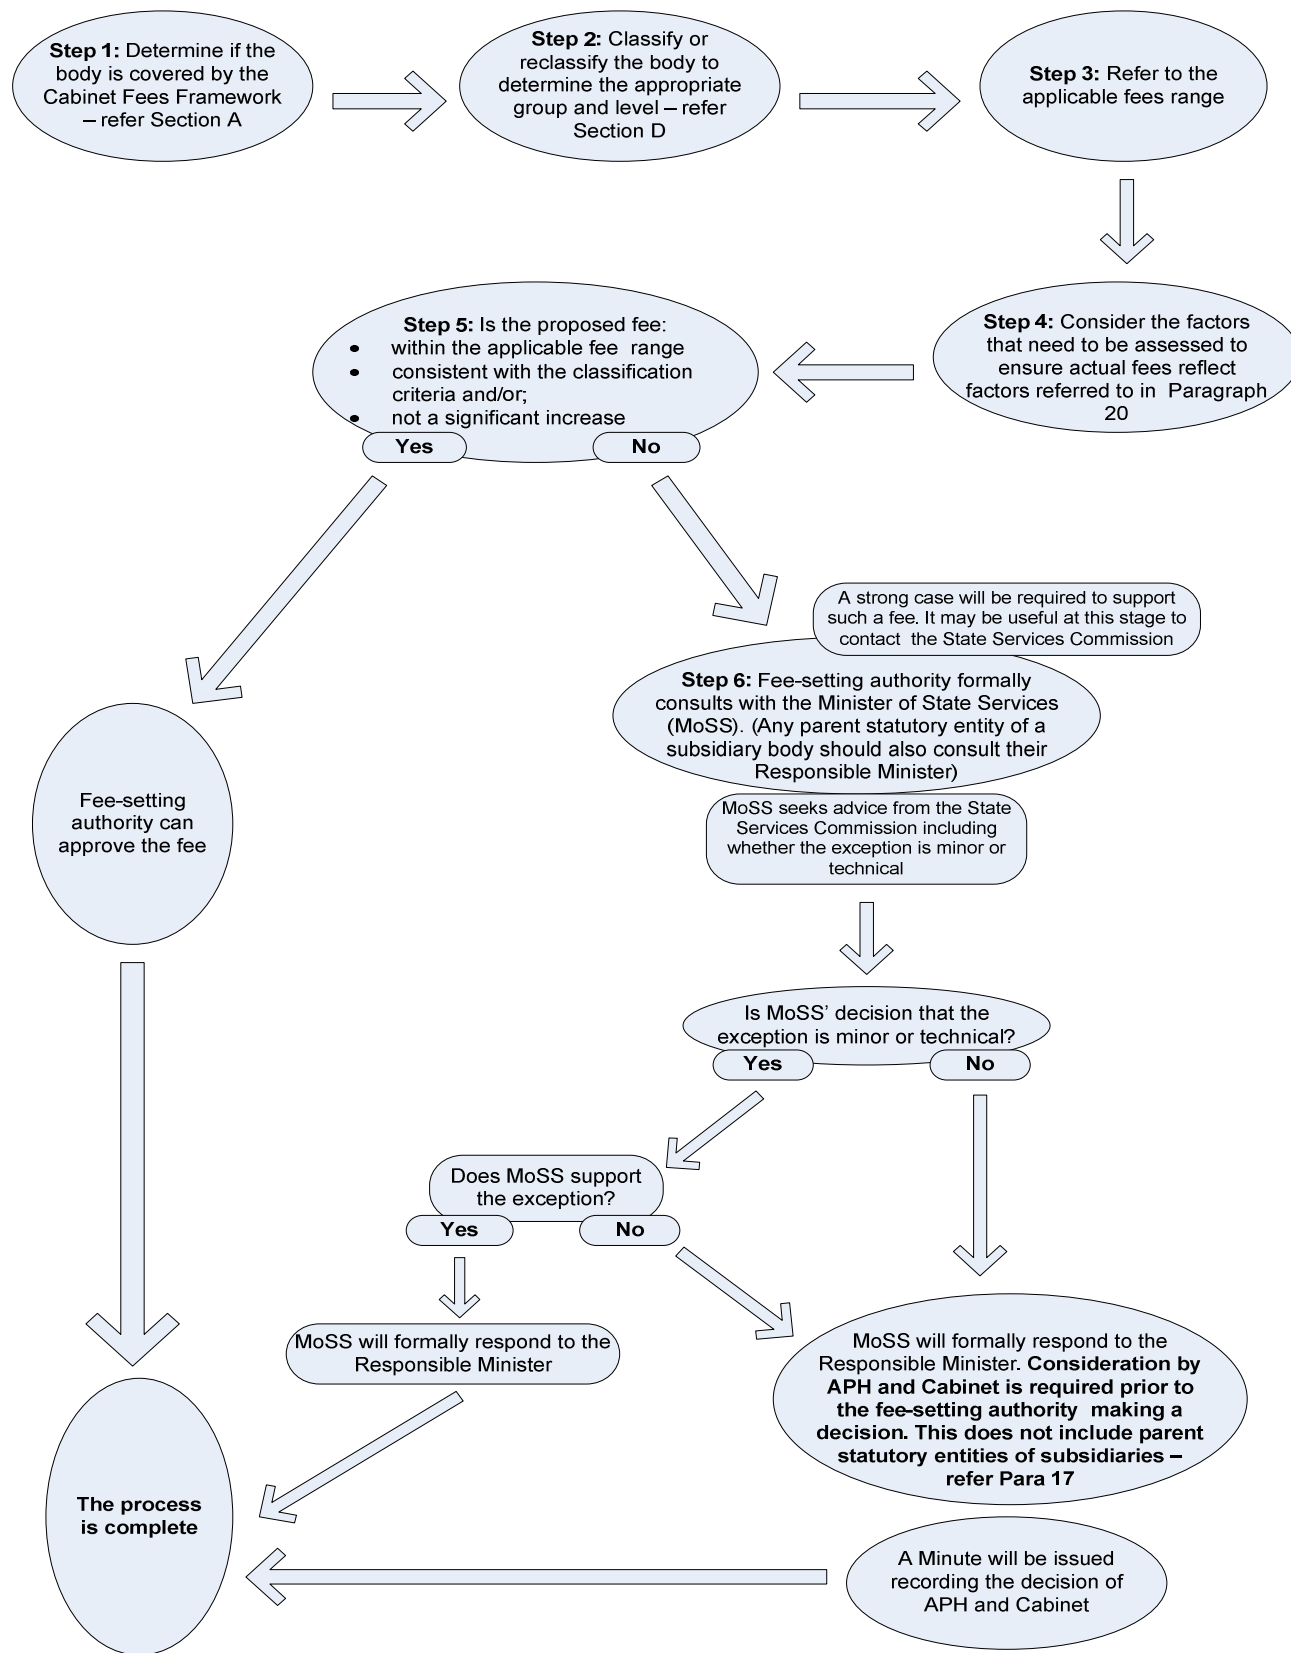 Step 1: Determine if the
body is covered by the
Cabinet Fees Framework
– refer Section A
Step 2: Classify or
reclassify the body to
determine the appropriate
group and level – refer
Section D
Step 3: Refer to the
applicable fees range
Step 4: Consider the factors
that need to be assessed to
ensure actual fees reflect
factors referred to in Paragraph
20
Step 5: Is the proposed fee:
• within the applicable fee range
• consistent with the classification
criteria and/or;
• not a significant increase
Yes
No
A strong case will be required to support
such a fee. It may be useful at this stage to
contact the State Services Commission
Step 6: Fee-setting authority formally
consults with the Minister of State Services
(MoSS). (Any parent statutory entity of a
subsidiary body should also consult their
Responsible Minister)
MoSS seeks advice from the State
Services Commission including
whether the exception is minor or
technical
Fee-setting
authority can
approve the fee
Is MoSS’ decision that the
exception is minor or technical?
Yes
No
Does MoSS support
the exception?
Yes
No
MoSS will formally respond to the
Responsible Minister
MoSS will formally respond to the
Responsible Minister. Consideration by
APH and Cabinet is required prior to
the fee-setting authority making a
decision. This does not include parent
statutory entities of subsidiaries –
refer Para 17
The process
is complete
A Minute will be issued
recording the decision of
APH and Cabinet